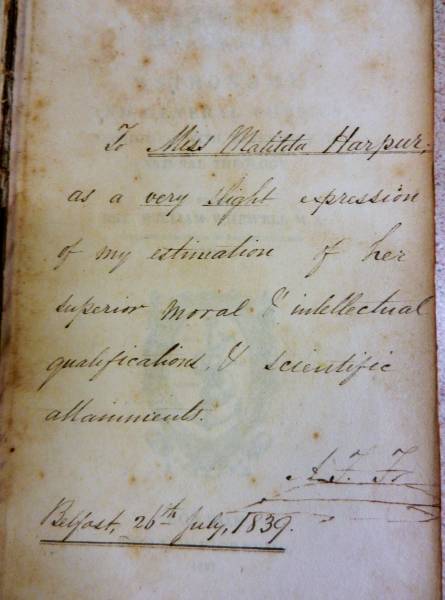 To Miss Matilda Harpur,
as a very slight expression
of my estimation of her
superior moral & intellectual
qualifications, & scientific
attainments.
A. F. F.
Belfast, 26th July, 1839.